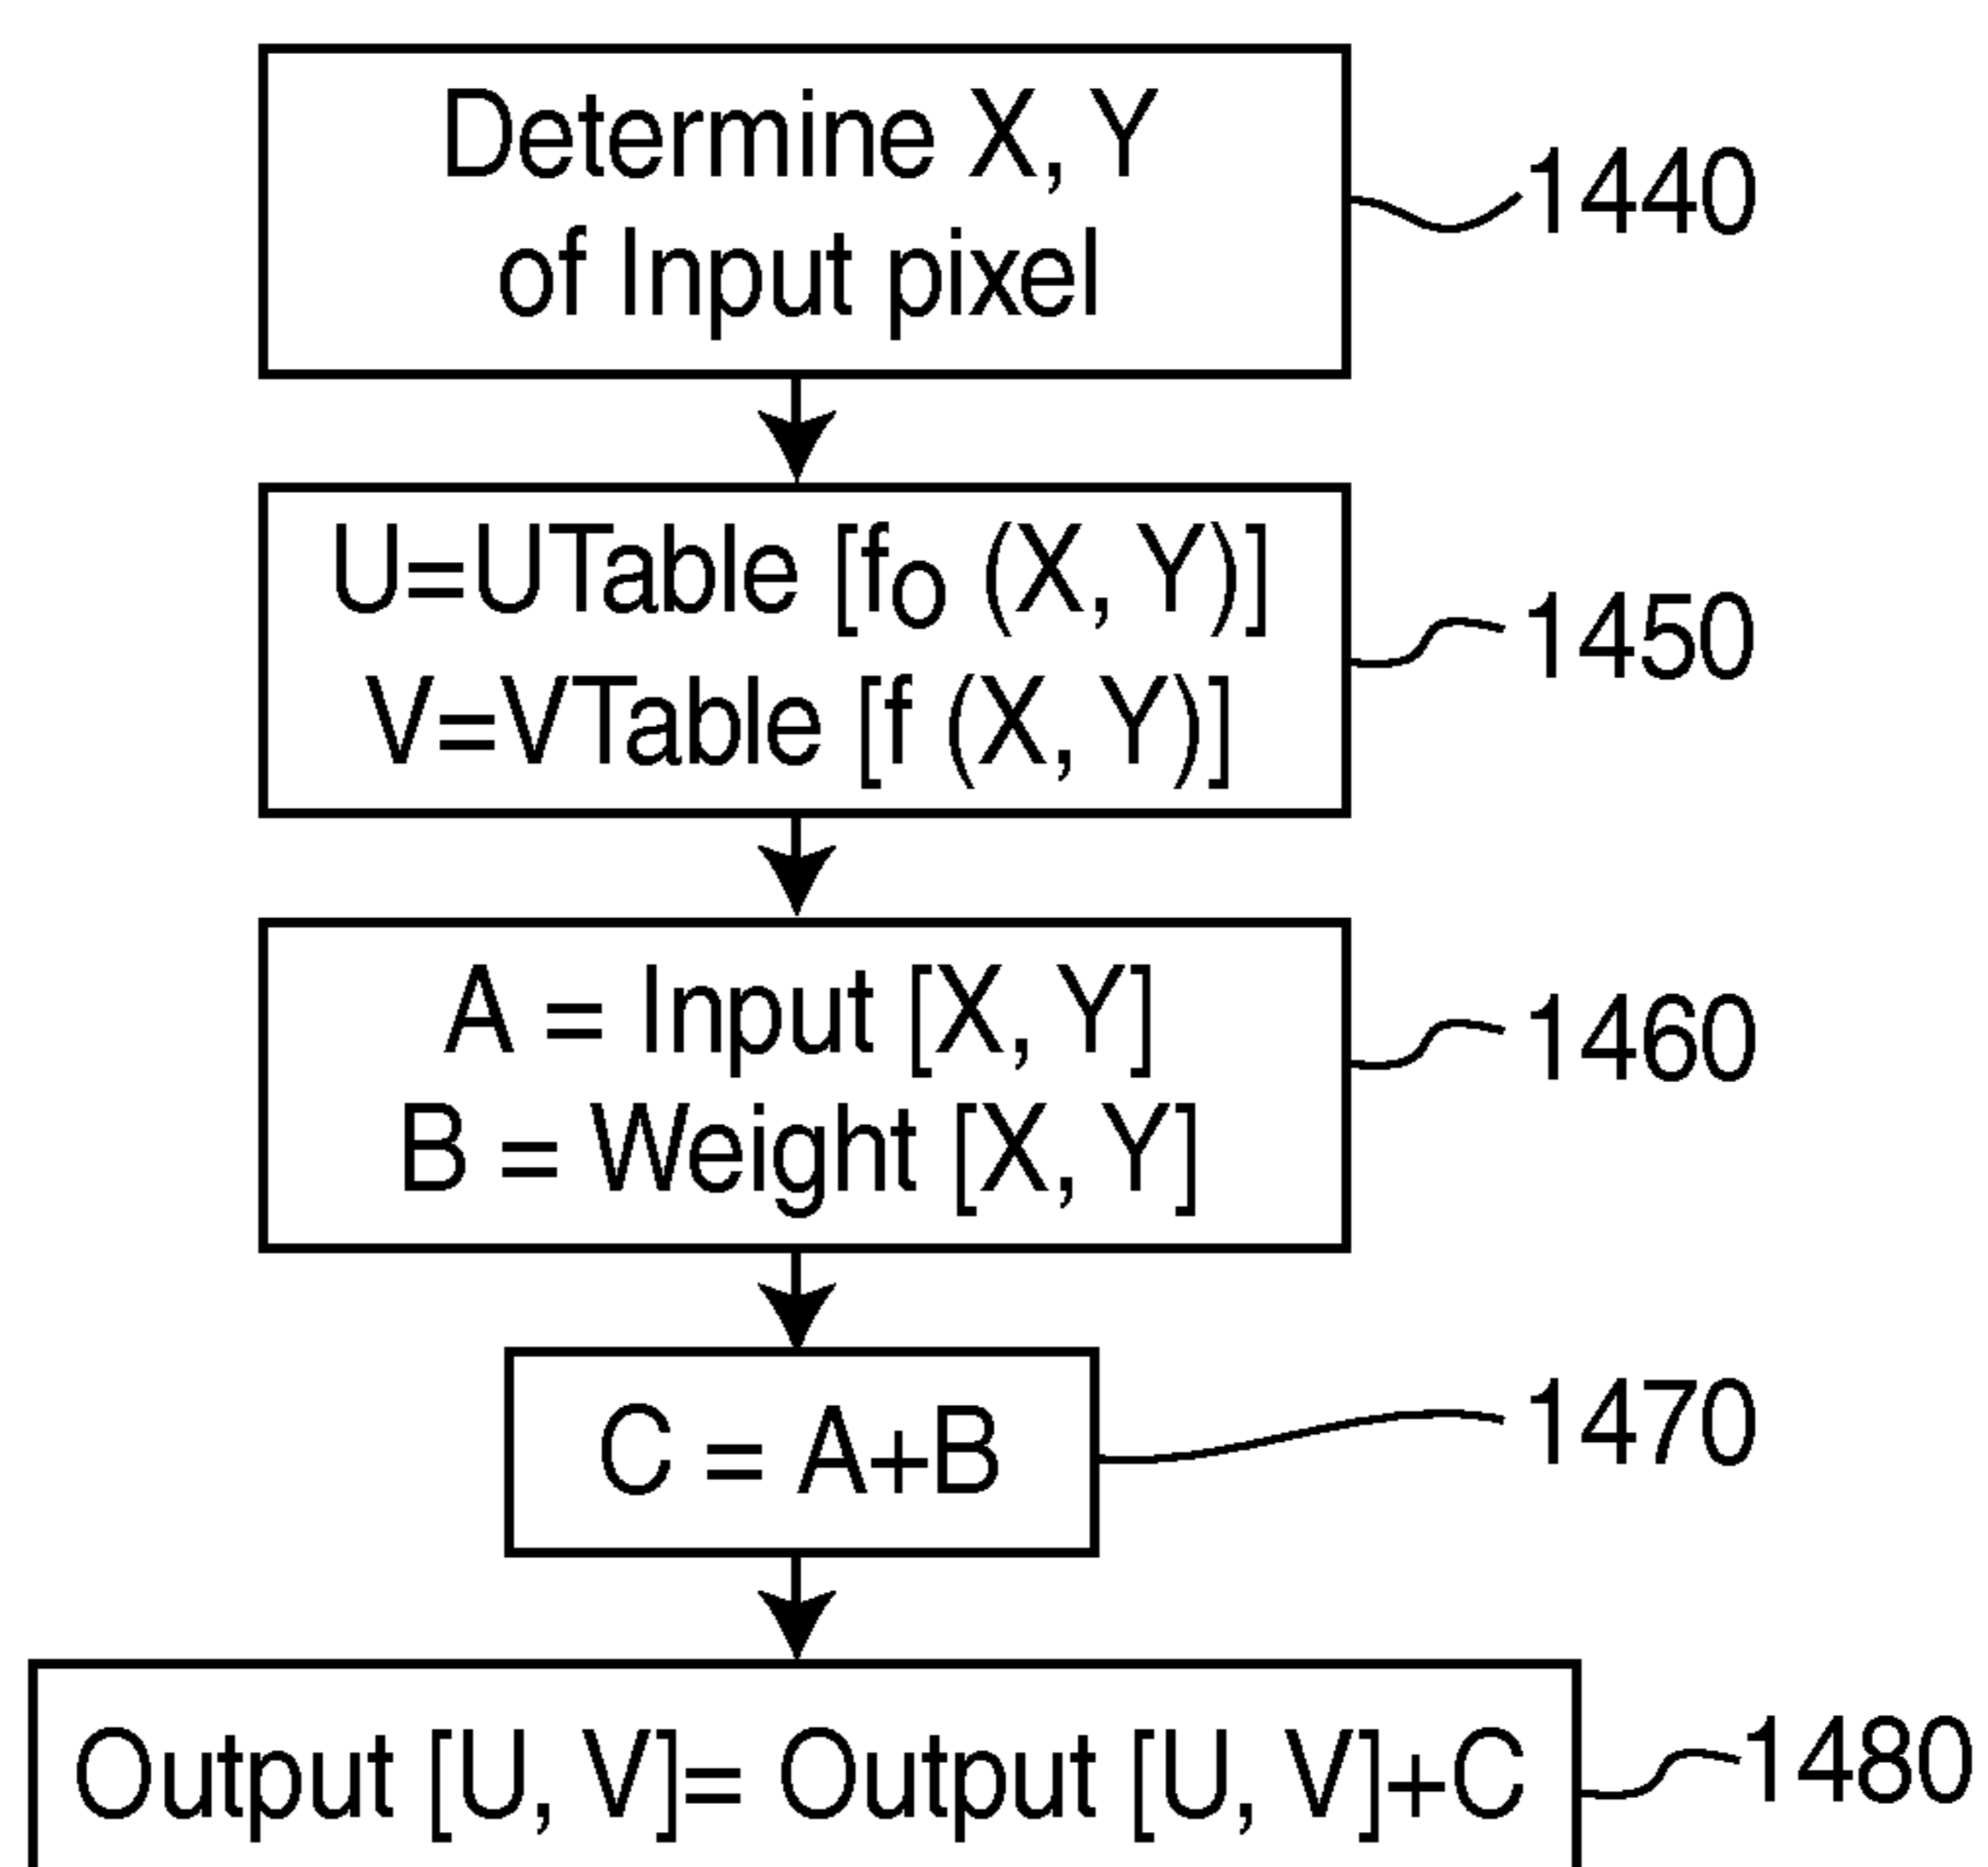 Determine X, Y
of Input pixel
1440
U=UTable [fo (X, Y)]
V=VTable [f (X, Y)]
1450
A = Input [X, Y]
B = Weight [X, Y]
1460
C = A+B
1470
Output [U, V]= Output [U, V]+C
1480